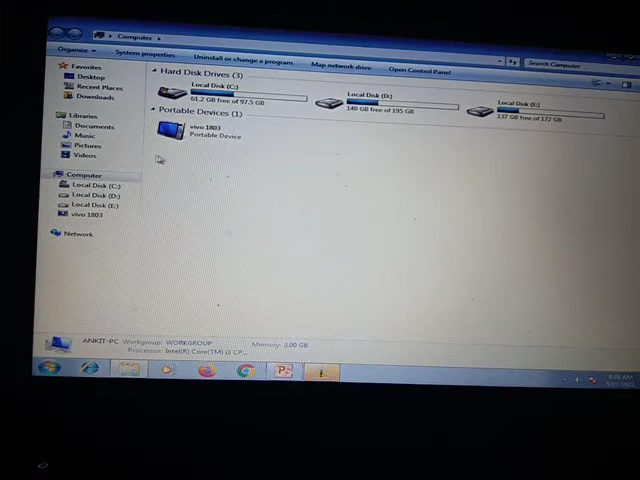 Computer
Organize
System properties
Uninstall or change a program
Map network drive
Open Control Panel
Search Computer
Favorites
Desktop
Recent Places
Downloads
Libraries
Documents
Music
Pictures
Videos
Computer
Local Disk (C:)
Local Disk (D:)
Local Disk (E:)
vivo 1803
Network
Hard Disk Drives (3)
Local Disk (C:)
61.2 GB free of 97.5 GB
Local Disk (D:)
140 GB free of 195 GB
Local Disk (E:)
137 GB free of 172 GB
Portable Devices (1)
vivo 1803
Portable Device
ANKIT-PC Workgroup: WORKGROUP Memory: 3.00 GB
Processor: Intel(R) Core(TM) i3 CP...